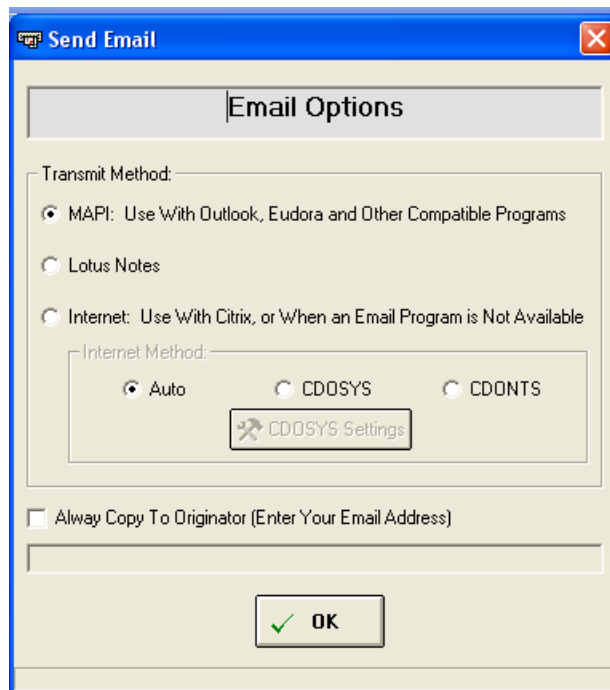 Send Email
Email Options
Transmit Method:
MAPI: Use With Outlook, Eudora and Other Compatible Programs
Lotus Notes
Internet: Use With Citrix, or When an Email Program is Not Available
Internet Method:
Auto CDOSYS CDONTS
CDOSYS Settings
Alway Copy To Originator (Enter Your Email Address)
OK